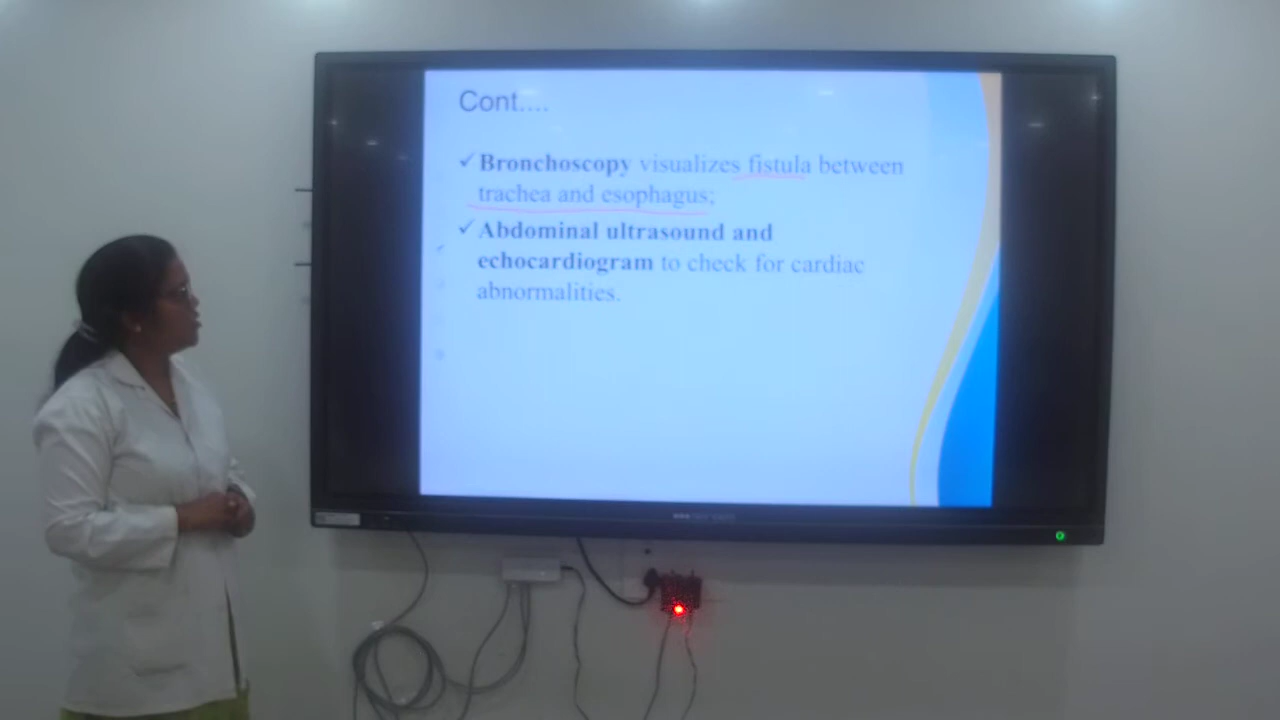 Cont....
✓ Bronchoscopy visualizes fistula between
trachea and esophagus;
✓ Abdominal ultrasound and
echocardiogram to check for cardiac
abnormalities.